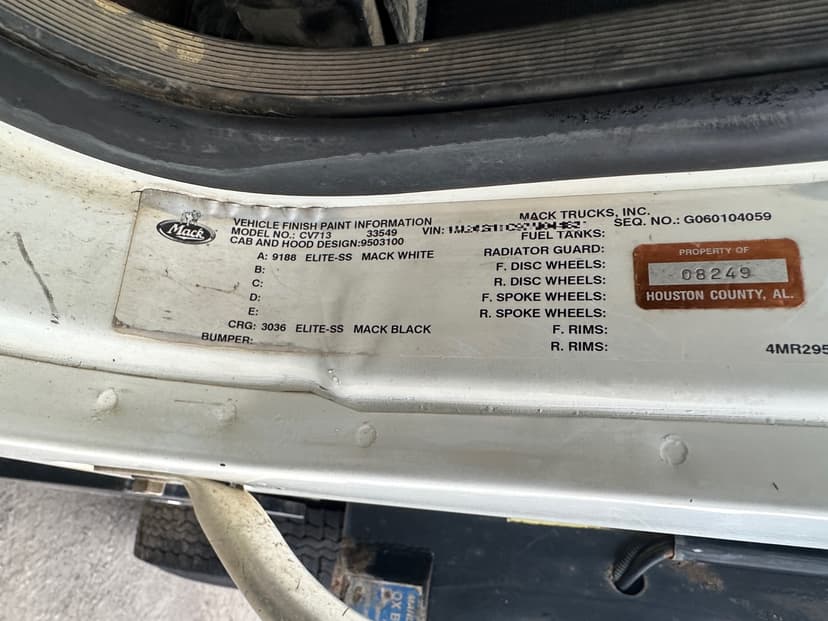 Mack
VEHICLE FINISH PAINT INFORMATION
MODEL NO.: CV713 33549
CAB AND HOOD DESIGN:9503100
A: 9188 ELITE-SS MACK WHITE
B:
C:
D:
E:
CRG: 3036 ELITE-SS MACK BLACK
BUMPER:
MACK TRUCKS, INC.
VIN: SEQ. NO.: G060104059
FUEL TANKS:
RADIATOR GUARD:
F. DISC WHEELS:
R. DISC WHEELS:
F. SPOKE WHEELS:
R. SPOKE WHEELS:
F. RIMS:
R. RIMS:
4MR295
PROPERTY OF
08249
HOUSTON COUNTY, AL.